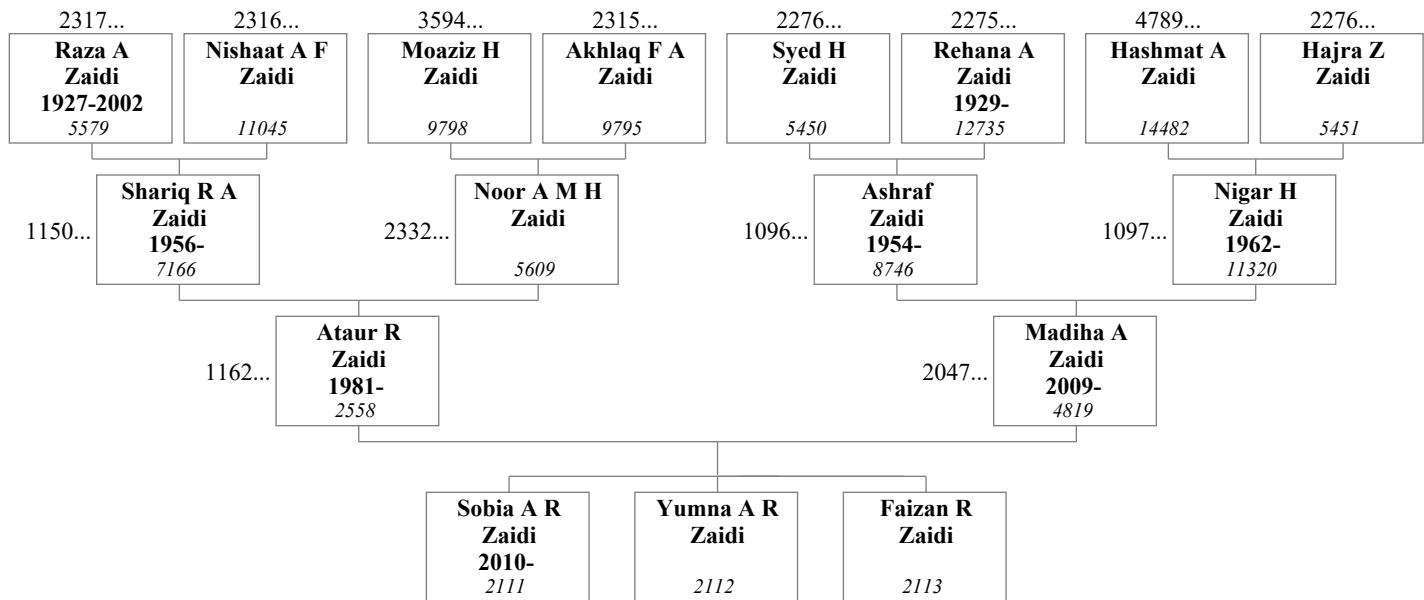 2317... 2316... 3594... 2315... 2276... 2275... 4789... 2276...
Raza A
Zaidi
1927-2002
5579
Nishaat A F
Zaidi
11045
Moaziz H
Zaidi
9798
Akhlaq F A
Zaidi
9795
Syed H
Zaidi
5450
Rehana A
Zaidi
1929-
12735
Hashmat A
Zaidi
14482
Hajra Z
Zaidi
5451
1150...
Shariq R A
Zaidi
1956-
7166
2332...
Noor A M H
Zaidi
5609
1096...
Ashraf
Zaidi
1954-
8746
1097...
Nigar H
Zaidi
1962-
11320
1162...
Ataur R
Zaidi
1981-
2558
2047...
Madiha A
Zaidi
2009-
4819
Sobia A R
Zaidi
2010-
2111
Yumna A R
Zaidi
2112
Faizan R
Zaidi
2113